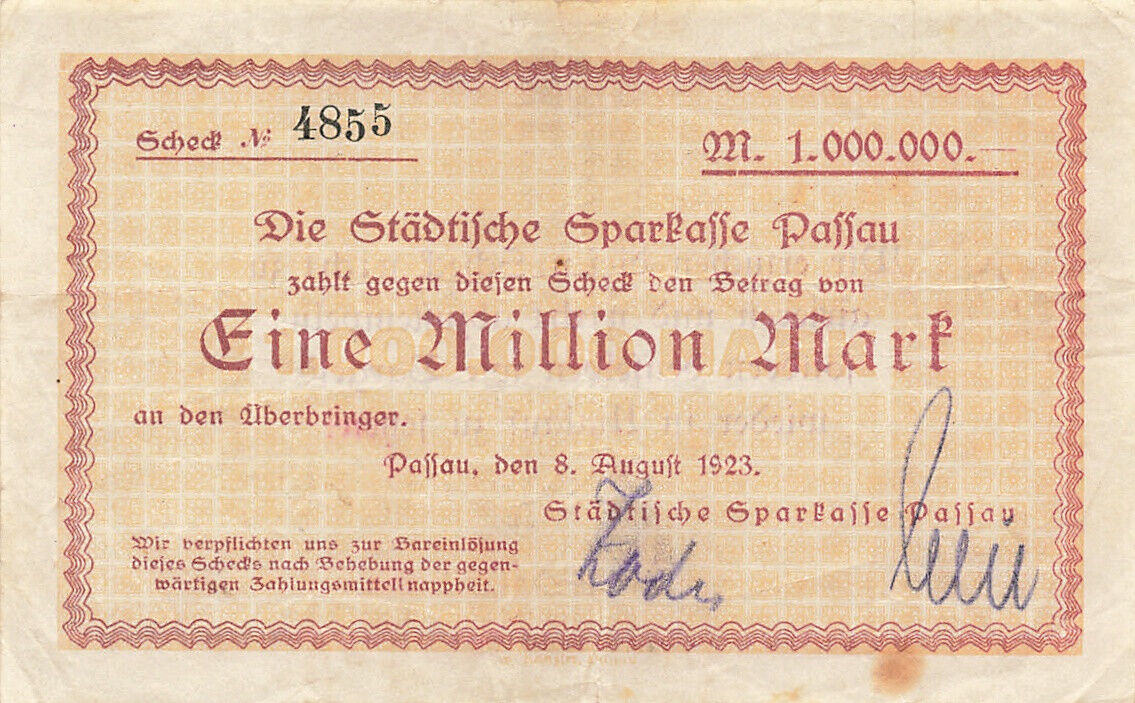 Scheck № 4855
M. 1.000.000.—
Die Städtische Sparkasse Passau
zahlt gegen diesen Scheck den Betrag von
Eine Million Mark
an den Überbringer.
Passau, den 8. August 1923.
Städtische Sparkasse Passau
Wir verpflichten uns zur Bareinlösung
dieses Schecks nach Behebung der gegen-
wärtigen Zahlungsmittelknappheit.